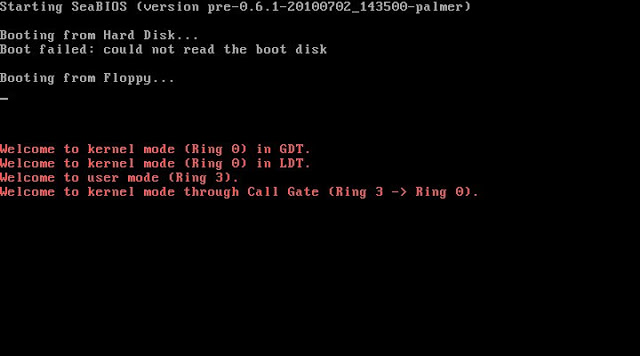 Starting SeaBIOS (version pre-0.6.1-20100702_143500-palmer)
Booting from Hard Disk...
Boot failed: could not read the boot disk
Booting from Floppy...
Welcome to kernel mode (Ring 0) in GDT.
Welcome to kernel mode (Ring 0) in LDT.
Welcome to user mode (Ring 3).
Welcome to kernel mode through Call Gate (Ring 3 -> Ring 0).